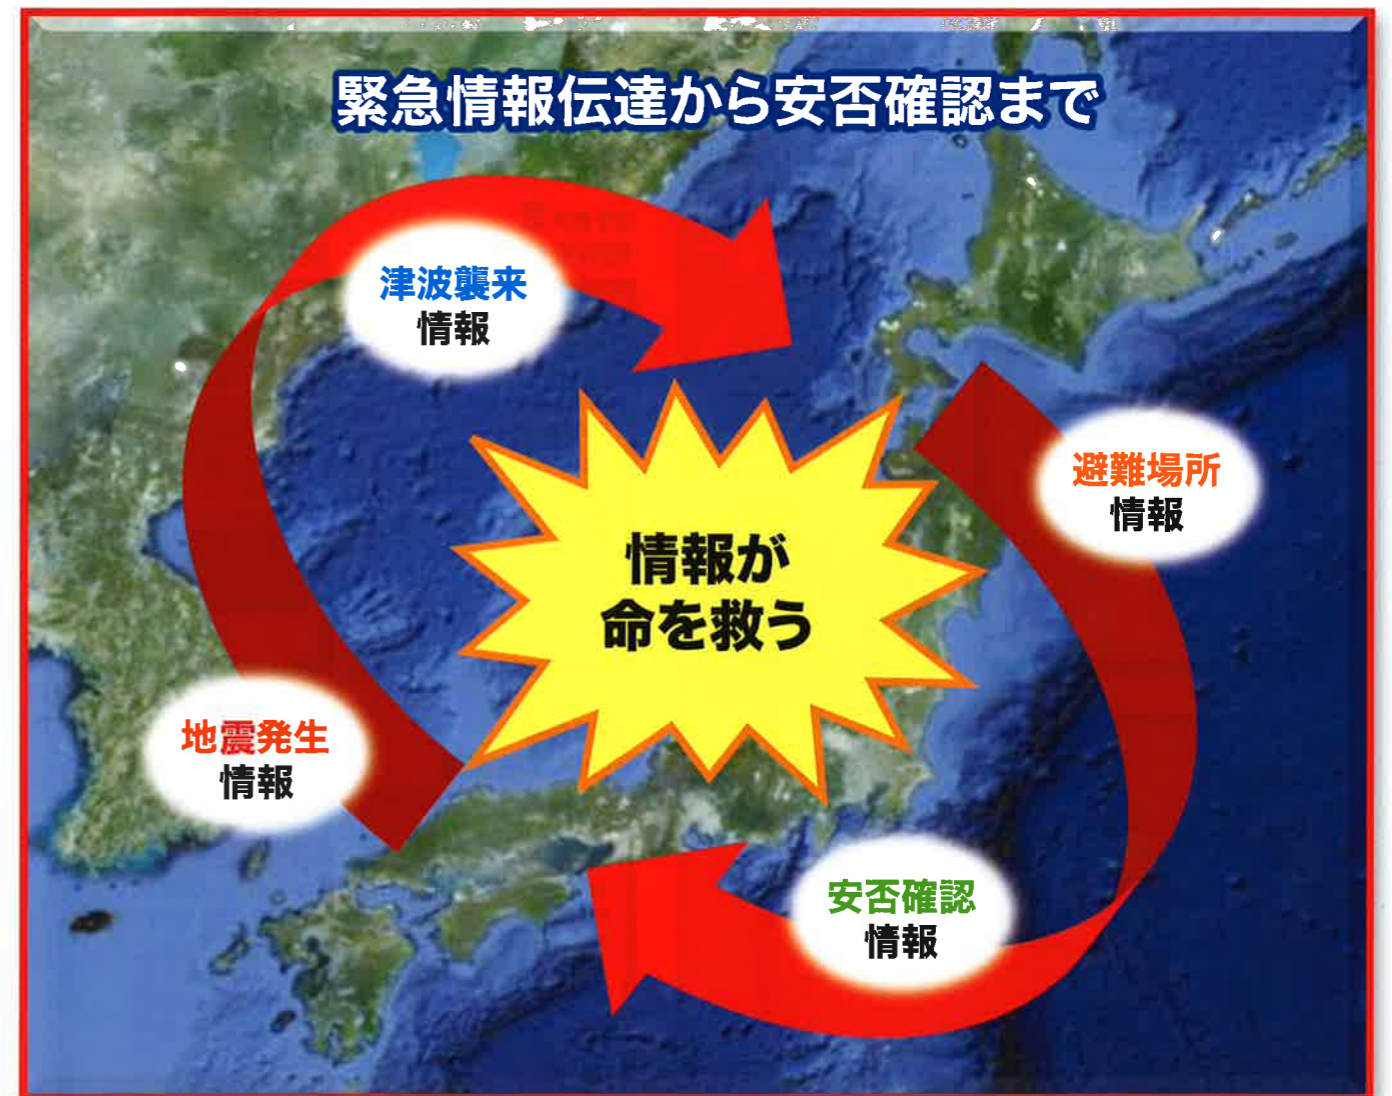 緊急情報伝達から安否確認まで
津波襲来
情報
避難場所
情報
情報が
命を救う
地震発生
情報
安否確認
情報